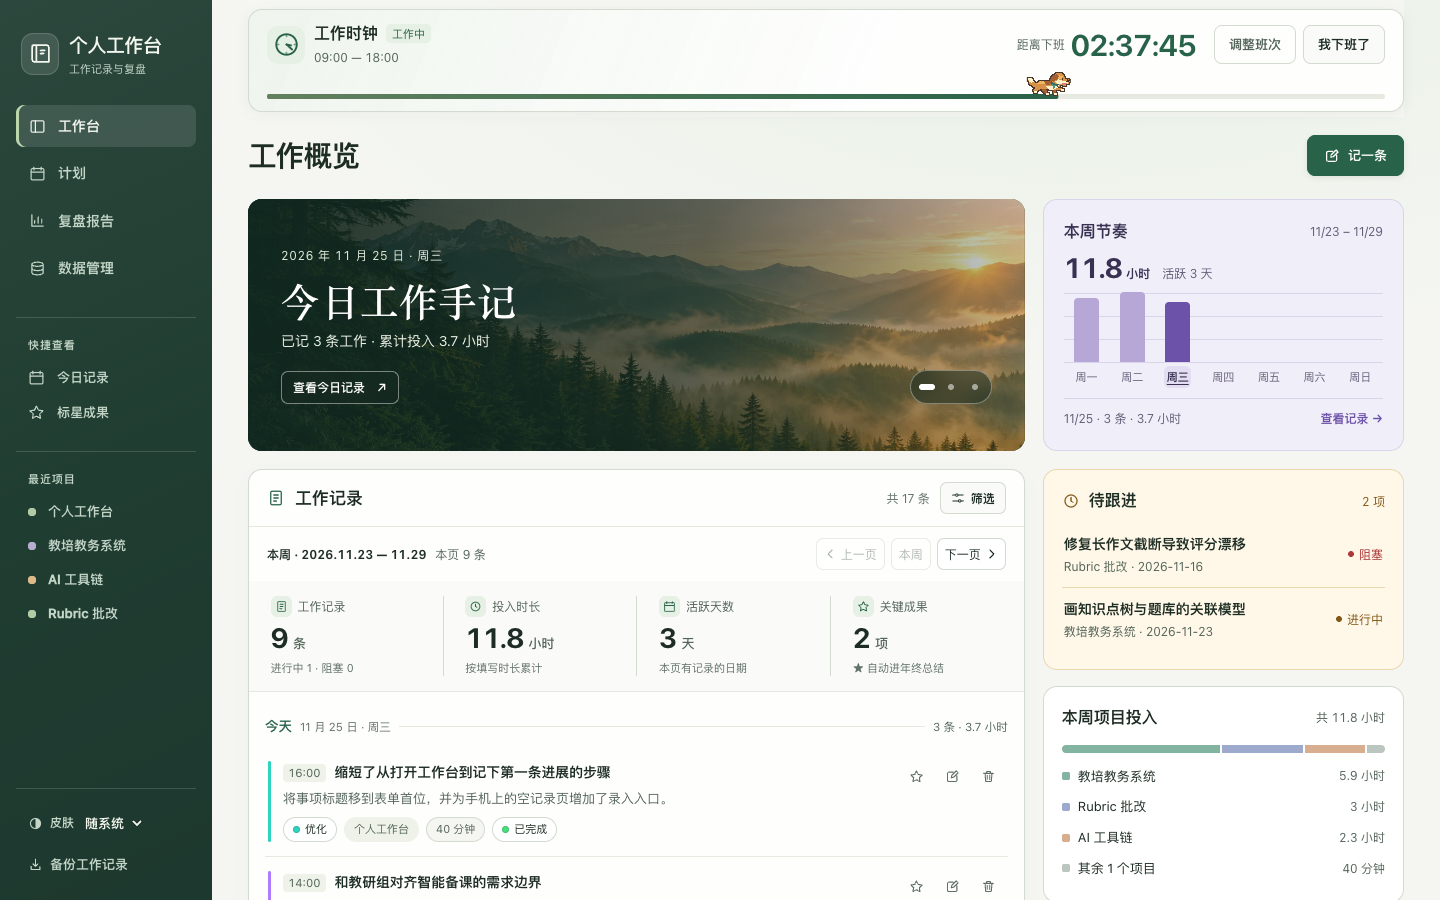 个人工作台
工作记录与复盘
工作台
计划
复盘报告
数据管理
快捷查看
今日记录
标星成果
最近项目
个人工作台
教培教务系统
AI 工具链
Rubric 批改
皮肤 随系统
备份工作记录
工作时钟 工作中
09:00 — 18:00
距离下班 02:37:45
调整班次
我下班了
工作概览
记一条
2026 年 11 月 25 日 · 周三
今日工作手记
已记 3 条工作 · 累计投入 3.7 小时
查看今日记录
本周节奏
11/23 – 11/29
11.8 小时 活跃 3 天
周一 周二 周三 周四 周五 周六 周日
11/25 · 3 条 · 3.7 小时
查看记录
工作记录
共 17 条
筛选
本周 · 2026.11.23 — 11.29 本页 9 条
上一页 本周 下一页
工作记录
9 条
进行中 1 · 阻塞 0
投入时长
11.8 小时
按填写时长累计
活跃天数
3 天
本页有记录的日期
关键成果
2 项
★ 自动进年终总结
今天 11 月 25 日 · 周三
3 条 · 3.7 小时
16:00 缩短了从打开工作台到记下第一条进展的步骤
将事项标题移到表单首位，并为手机上的空记录页增加了录入入口。
优化 个人工作台 40 分钟 已完成
14:00 和教研组对齐智能备课的需求边界
待跟进
2 项
修复长作文截断导致评分漂移
Rubric 批改 · 2026-11-16
阻塞
画知识点树与题库的关联模型
教培教务系统 · 2026-11-23
进行中
本周项目投入
共 11.8 小时
教培教务系统 5.9 小时
Rubric 批改 3 小时
AI 工具链 2.3 小时
其余 1 个项目 40 分钟